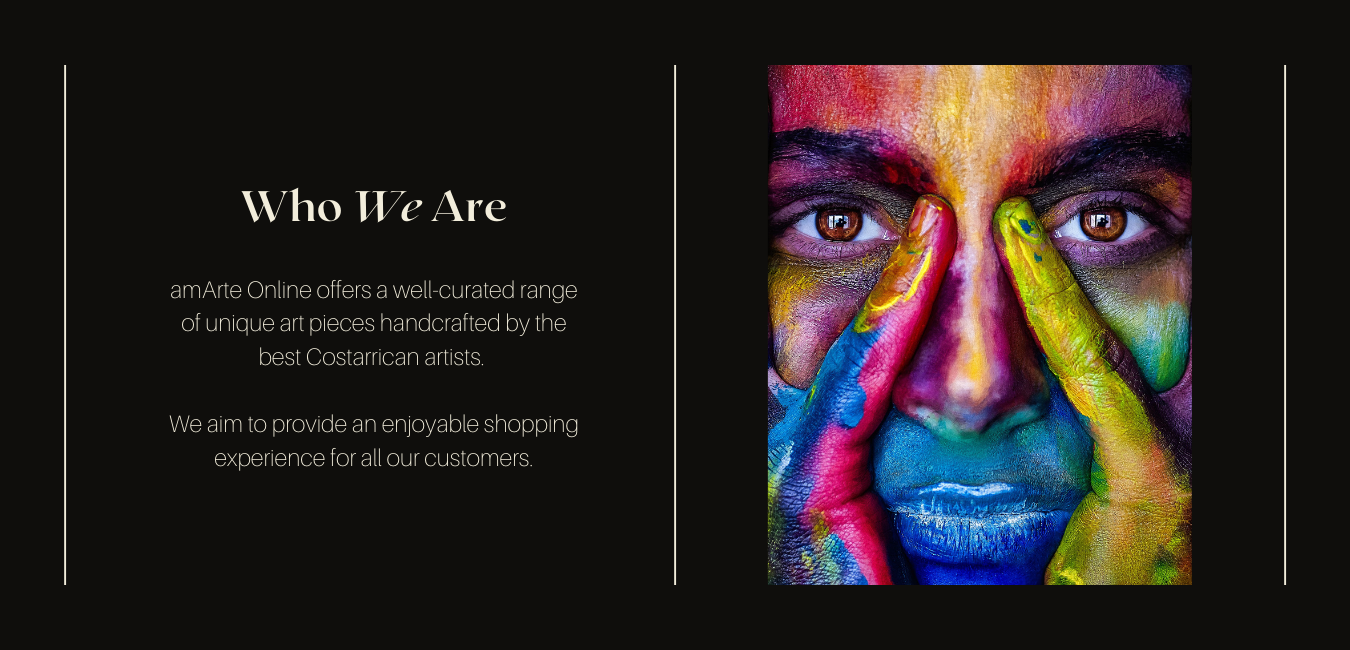 Who We Are
amArte Online offers a well-curated range
of unique art pieces handcrafted by the
best Costarrican artists.
We aim to provide an enjoyable shopping
experience for all our customers.